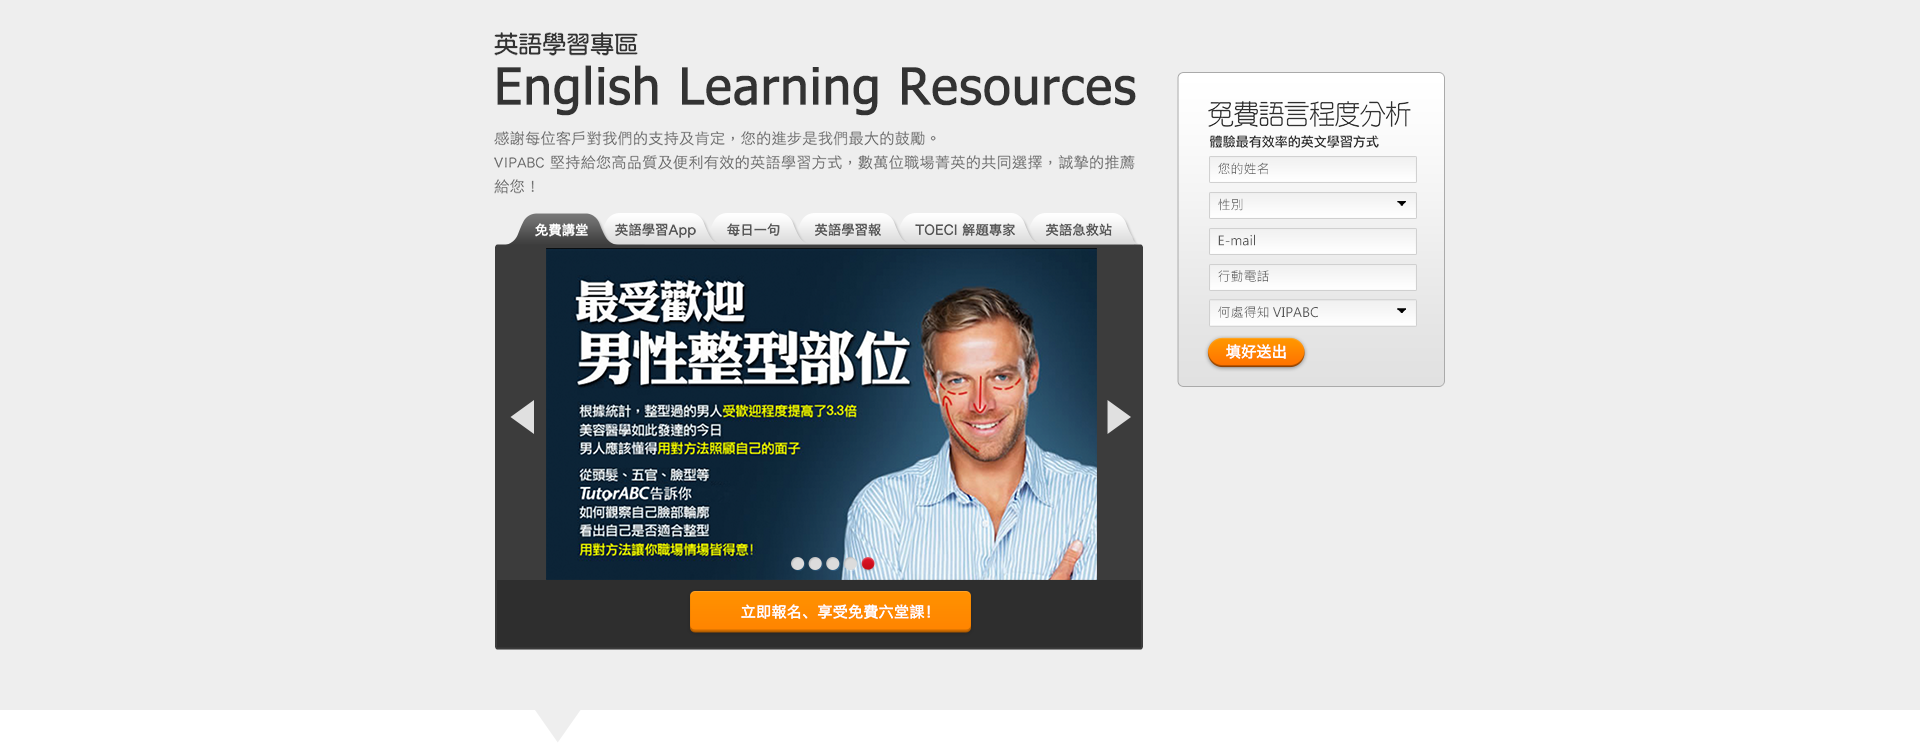 英語學習專區
English Learning Resources
感謝每位客戶對我們的支持及肯定，您的進步是我們最大的鼓勵。
VIPABC 堅持給您高品質及便利有效的英語學習方式，數萬位職場菁英的共同選擇，誠摯的推薦
給您！
免費講堂 英語學習App 每日一句 英語學習報 TOECI 解題專家 英語急救站
最受歡迎
男性整型部位
根據統計，整型過的男人受歡迎程度提高了3.3倍
美容醫學如此發達的今日
男人應該懂得用對方法照顧自己的面子
從頭髮、五官、臉型等
TutorABC告訴你
如何觀察自己臉部輪廓
看出自己是否適合整型
用對方法讓你職場情場皆得意!
立即報名、享受免費六堂課!
免費語言程度分析
體驗最有效率的英文學習方式
您的姓名
性別
E-mail
行動電話
何處得知 VIPABC
填好送出